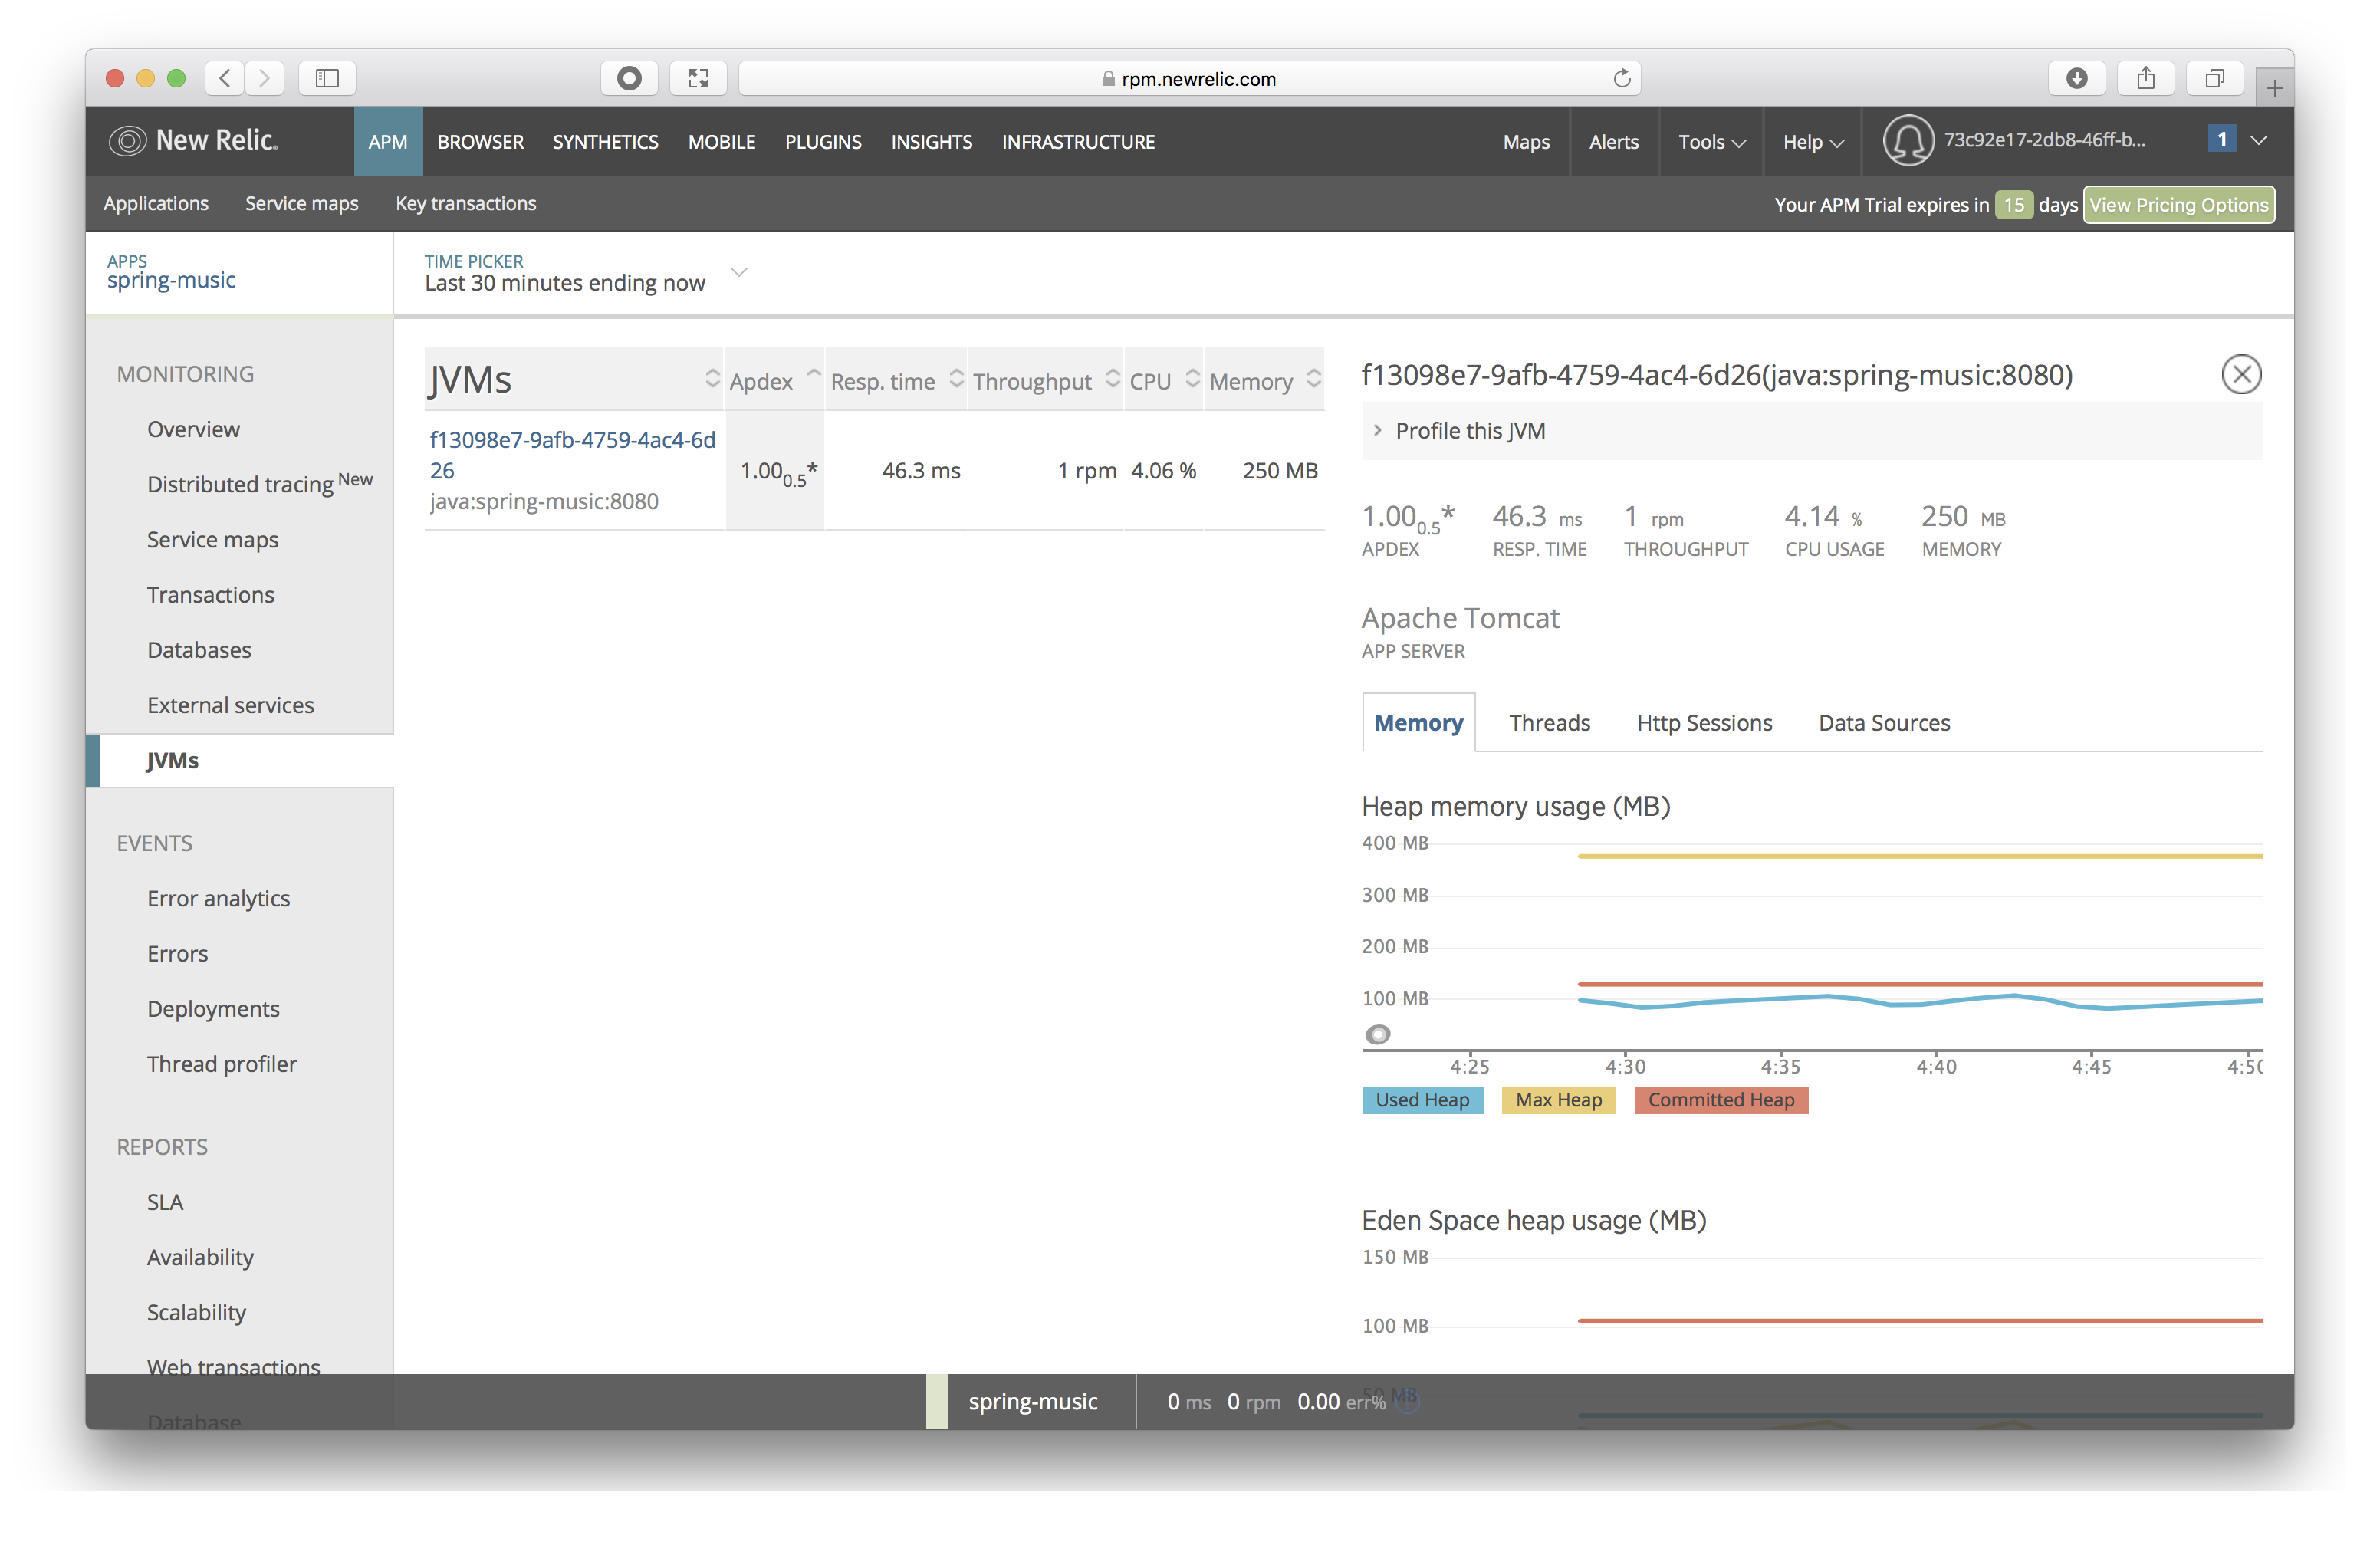 rpm.newrelic.com
New Relic.
APM BROWSER SYNTHETICS MOBILE PLUGINS INSIGHTS INFRASTRUCTURE
Maps Alerts Tools Help 73c92e17-2db8-46ff-b... 1
Applications Service maps Key transactions
Your APM Trial expires in 15 days View Pricing Options
APPS
spring-music
TIME PICKER
Last 30 minutes ending now
MONITORING
Overview
Distributed tracing New
Service maps
Transactions
Databases
External services
JVMs
EVENTS
Error analytics
Errors
Deployments
Thread profiler
REPORTS
SLA
Availability
Scalability
Web transactions
Database
JVMs Apdex Resp. time Throughput CPU Memory
f13098e7-9afb-4759-4ac4-6d
26
java:spring-music:8080
1.00 0.5* 46.3 ms 1 rpm 4.06 % 250 MB
f13098e7-9afb-4759-4ac4-6d26(java:spring-music:8080)
Profile this JVM
1.00 0.5* 46.3 ms 1 rpm 4.14 % 250 MB
APDEX RESP. TIME THROUGHPUT CPU USAGE MEMORY
Apache Tomcat
APP SERVER
Memory Threads Http Sessions Data Sources
Heap memory usage (MB)
400 MB
300 MB
200 MB
100 MB
4:25 4:30 4:35 4:40 4:45 4:50
Used Heap Max Heap Committed Heap
Eden Space heap usage (MB)
150 MB
100 MB
50 MB
spring-music 0 ms 0 rpm 0.00 err%